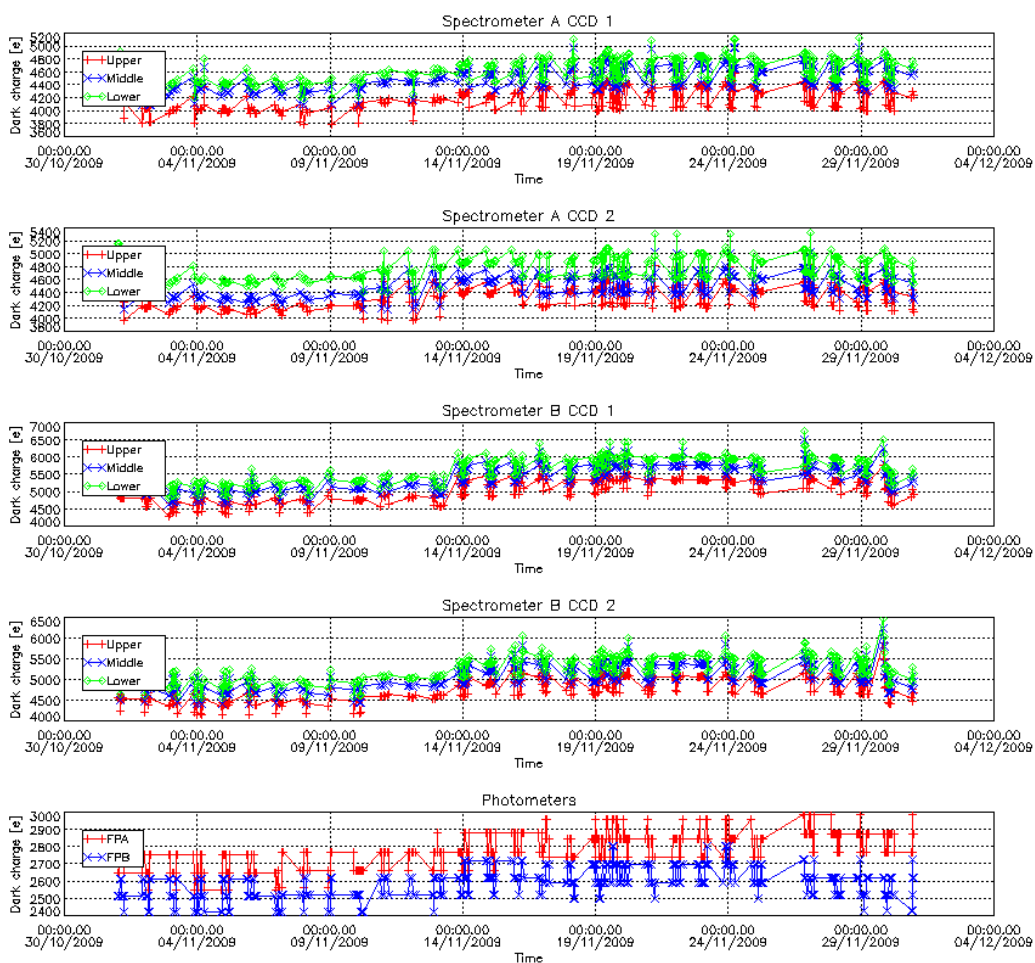 Spectrometer A CCD 1
Dark charge [e]
5200
5000
4800
4600
4400
4200
4000
3800
3600
Upper
Middle
Lower
00:00.00 00:00.00 00:00.00 00:00.00 00:00.00 00:00.00 00:00.00 00:00.00
30/10/2009 04/11/2009 09/11/2009 14/11/2009 19/11/2009 24/11/2009 29/11/2009 04/12/2009
Time
Spectrometer A CCD 2
Dark charge [e]
5400
5200
5000
4800
4600
4400
4200
4000
3800
Upper
Middle
Lower
00:00.00 00:00.00 00:00.00 00:00.00 00:00.00 00:00.00 00:00.00 00:00.00
30/10/2009 04/11/2009 09/11/2009 14/11/2009 19/11/2009 24/11/2009 29/11/2009 04/12/2009
Time
Spectrometer B CCD 1
Dark charge [e]
7000
6500
6000
5500
5000
4500
4000
Upper
Middle
Lower
00:00.00 00:00.00 00:00.00 00:00.00 00:00.00 00:00.00 00:00.00 00:00.00
30/10/2009 04/11/2009 09/11/2009 14/11/2009 19/11/2009 24/11/2009 29/11/2009 04/12/2009
Time
Spectrometer B CCD 2
Dark charge [e]
6500
6000
5500
5000
4500
4000
Upper
Middle
Lower
00:00.00 00:00.00 00:00.00 00:00.00 00:00.00 00:00.00 00:00.00 00:00.00
30/10/2009 04/11/2009 09/11/2009 14/11/2009 19/11/2009 24/11/2009 29/11/2009 04/12/2009
Time
Photometers
Dark charge [e]
3000
2900
2800
2700
2600
2500
2400
FPA
FPB
00:00.00 00:00.00 00:00.00 00:00.00 00:00.00 00:00.00 00:00.00 00:00.00
30/10/2009 04/11/2009 09/11/2009 14/11/2009 19/11/2009 24/11/2009 29/11/2009 04/12/2009
Time